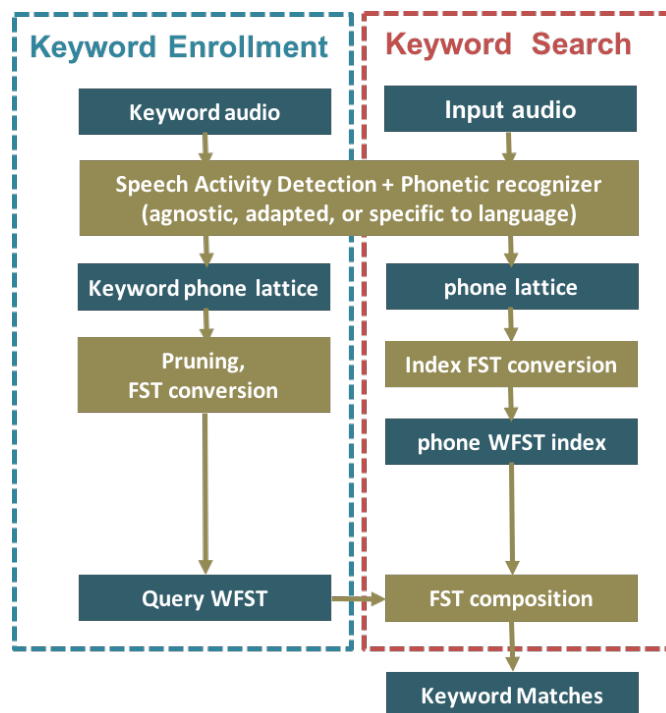 Keyword Enrollment
Keyword Search
Keyword audio
Input audio
Speech Activity Detection + Phonetic recognizer
(agnostic, adapted, or specific to language)
Keyword phone lattice
phone lattice
Pruning,
FST conversion
Index FST conversion
phone WFST index
Query WFST
FST composition
Keyword Matches